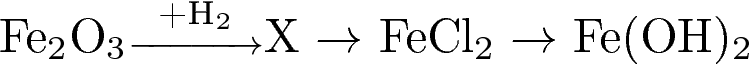 Fe₂O₃ —+H₂→ X → FeCl₂ → Fe(OH)₂